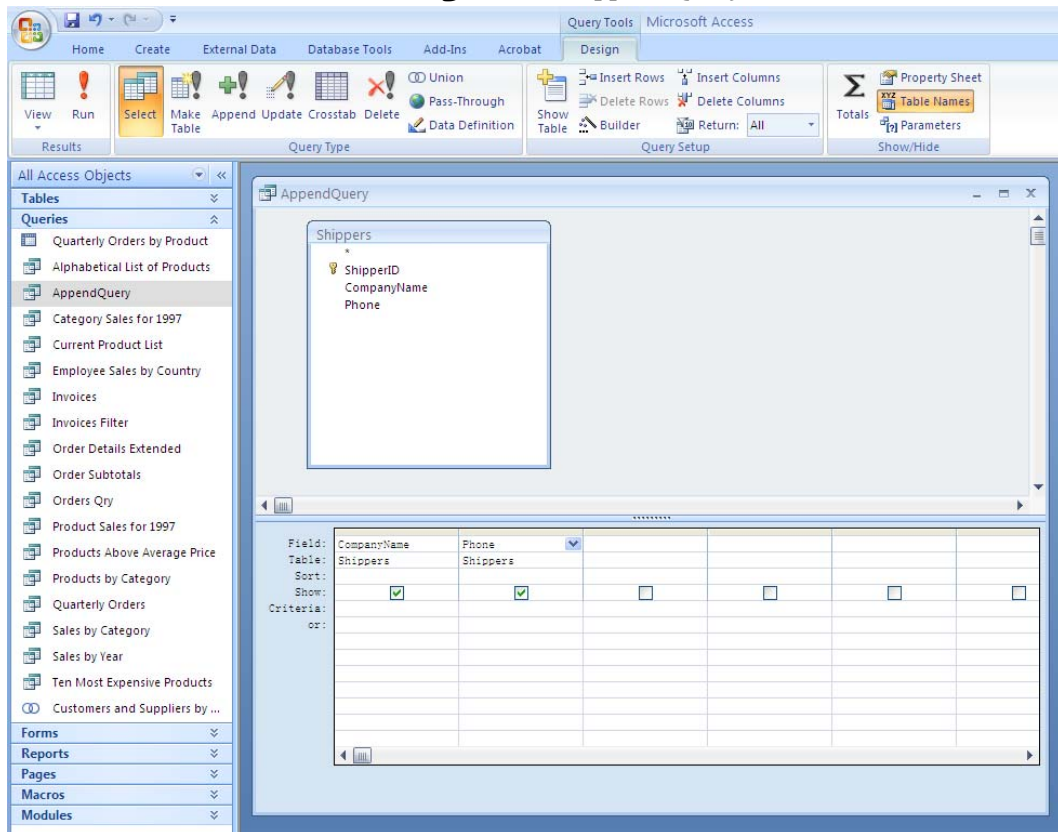 Query Tools Microsoft Access
Home Create External Data Database Tools Add-Ins Acrobat Design
View Run
Results
Select Make Table Append Update Crosstab Delete
Union
Pass-Through
Data Definition
Query Type
Show Table
Insert Rows
Delete Rows
Builder
Insert Columns
Delete Columns
Return: All
Query Setup
Totals
Property Sheet
XYZ Table Names
[?] Parameters
Show/Hide
All Access Objects
Tables
Queries
Quarterly Orders by Product
Alphabetical List of Products
AppendQuery
Category Sales for 1997
Current Product List
Employee Sales by Country
Invoices
Invoices Filter
Order Details Extended
Order Subtotals
Orders Qry
Product Sales for 1997
Products Above Average Price
Products by Category
Quarterly Orders
Sales by Category
Sales by Year
Ten Most Expensive Products
Customers and Suppliers by ...
Forms
Reports
Pages
Macros
Modules
AppendQuery
Shippers
*
ShipperID
CompanyName
Phone
Field: CompanyName Phone
Table: Shippers Shippers
Sort:
Show:
Criteria:
or: